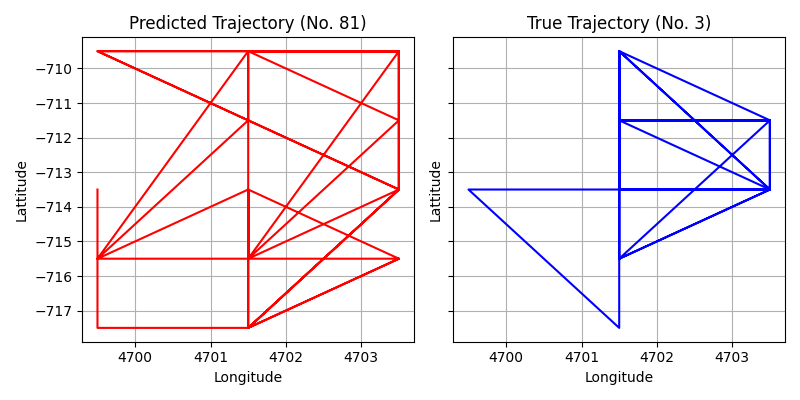 Predicted Trajectory (No. 81)
True Trajectory (No. 3)
Lattitude
−710
−711
−712
−713
−714
−715
−716
−717
4700
4701
4702
4703
Longitude
Lattitude
4700
4701
4702
4703
Longitude